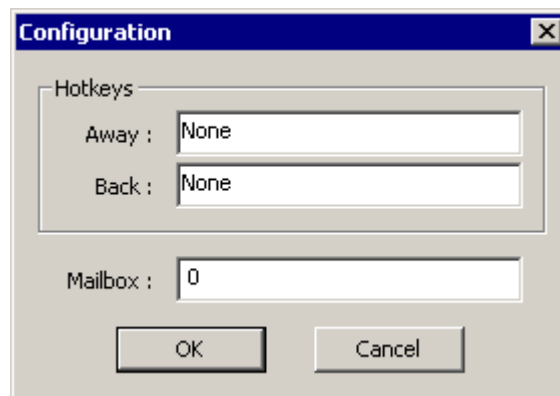 Configuration
Hotkeys
Away : None
Back : None
Mailbox : 0
OK Cancel